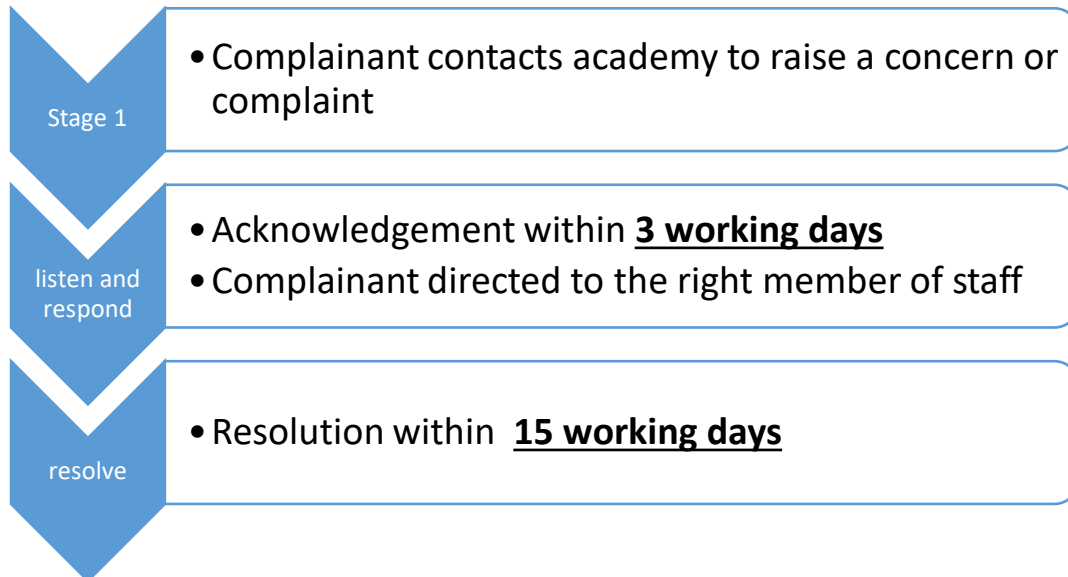 Stage 1
• Complainant contacts academy to raise a concern or
complaint
listen and
respond
• Acknowledgement within 3 working days
• Complainant directed to the right member of staff
resolve
• Resolution within 15 working days